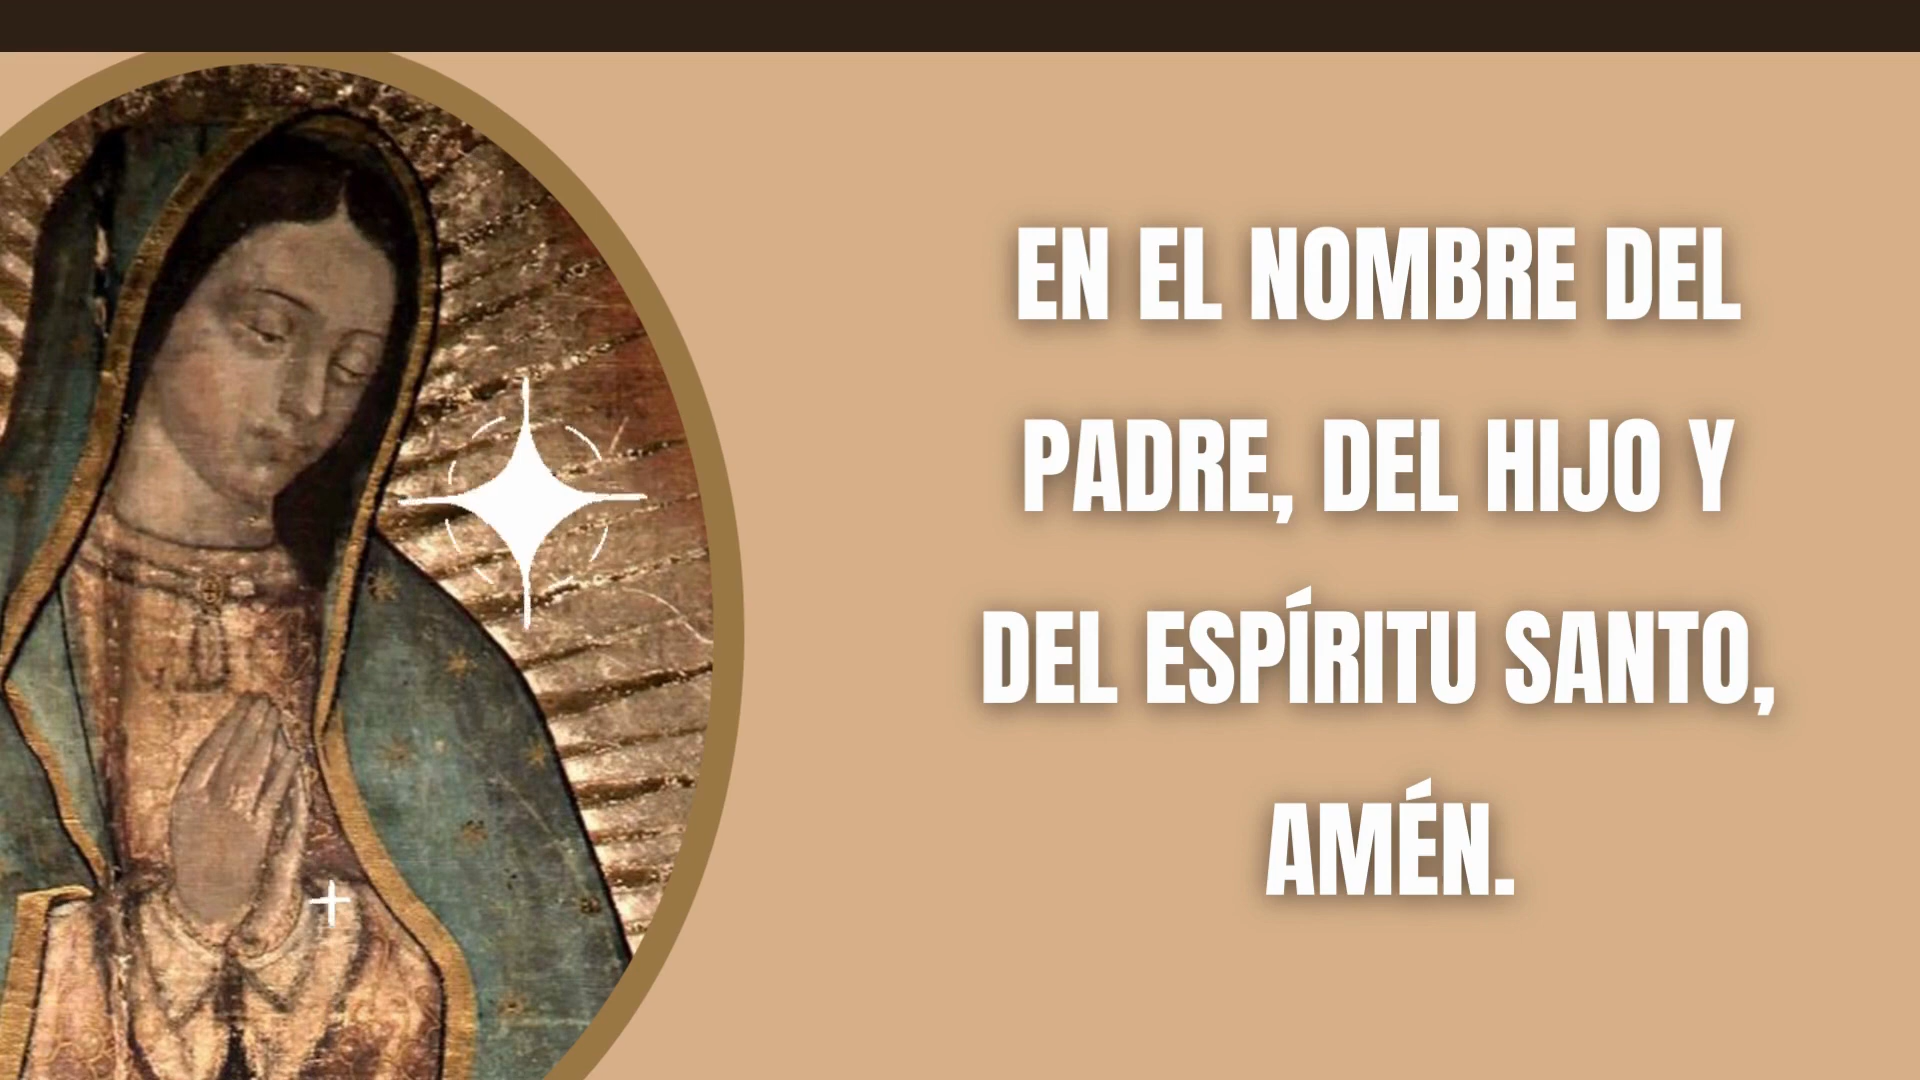 EN EL NOMBRE DEL
PADRE, DEL HIJO Y
DEL ESPÍRITU SANTO,
AMÉN.